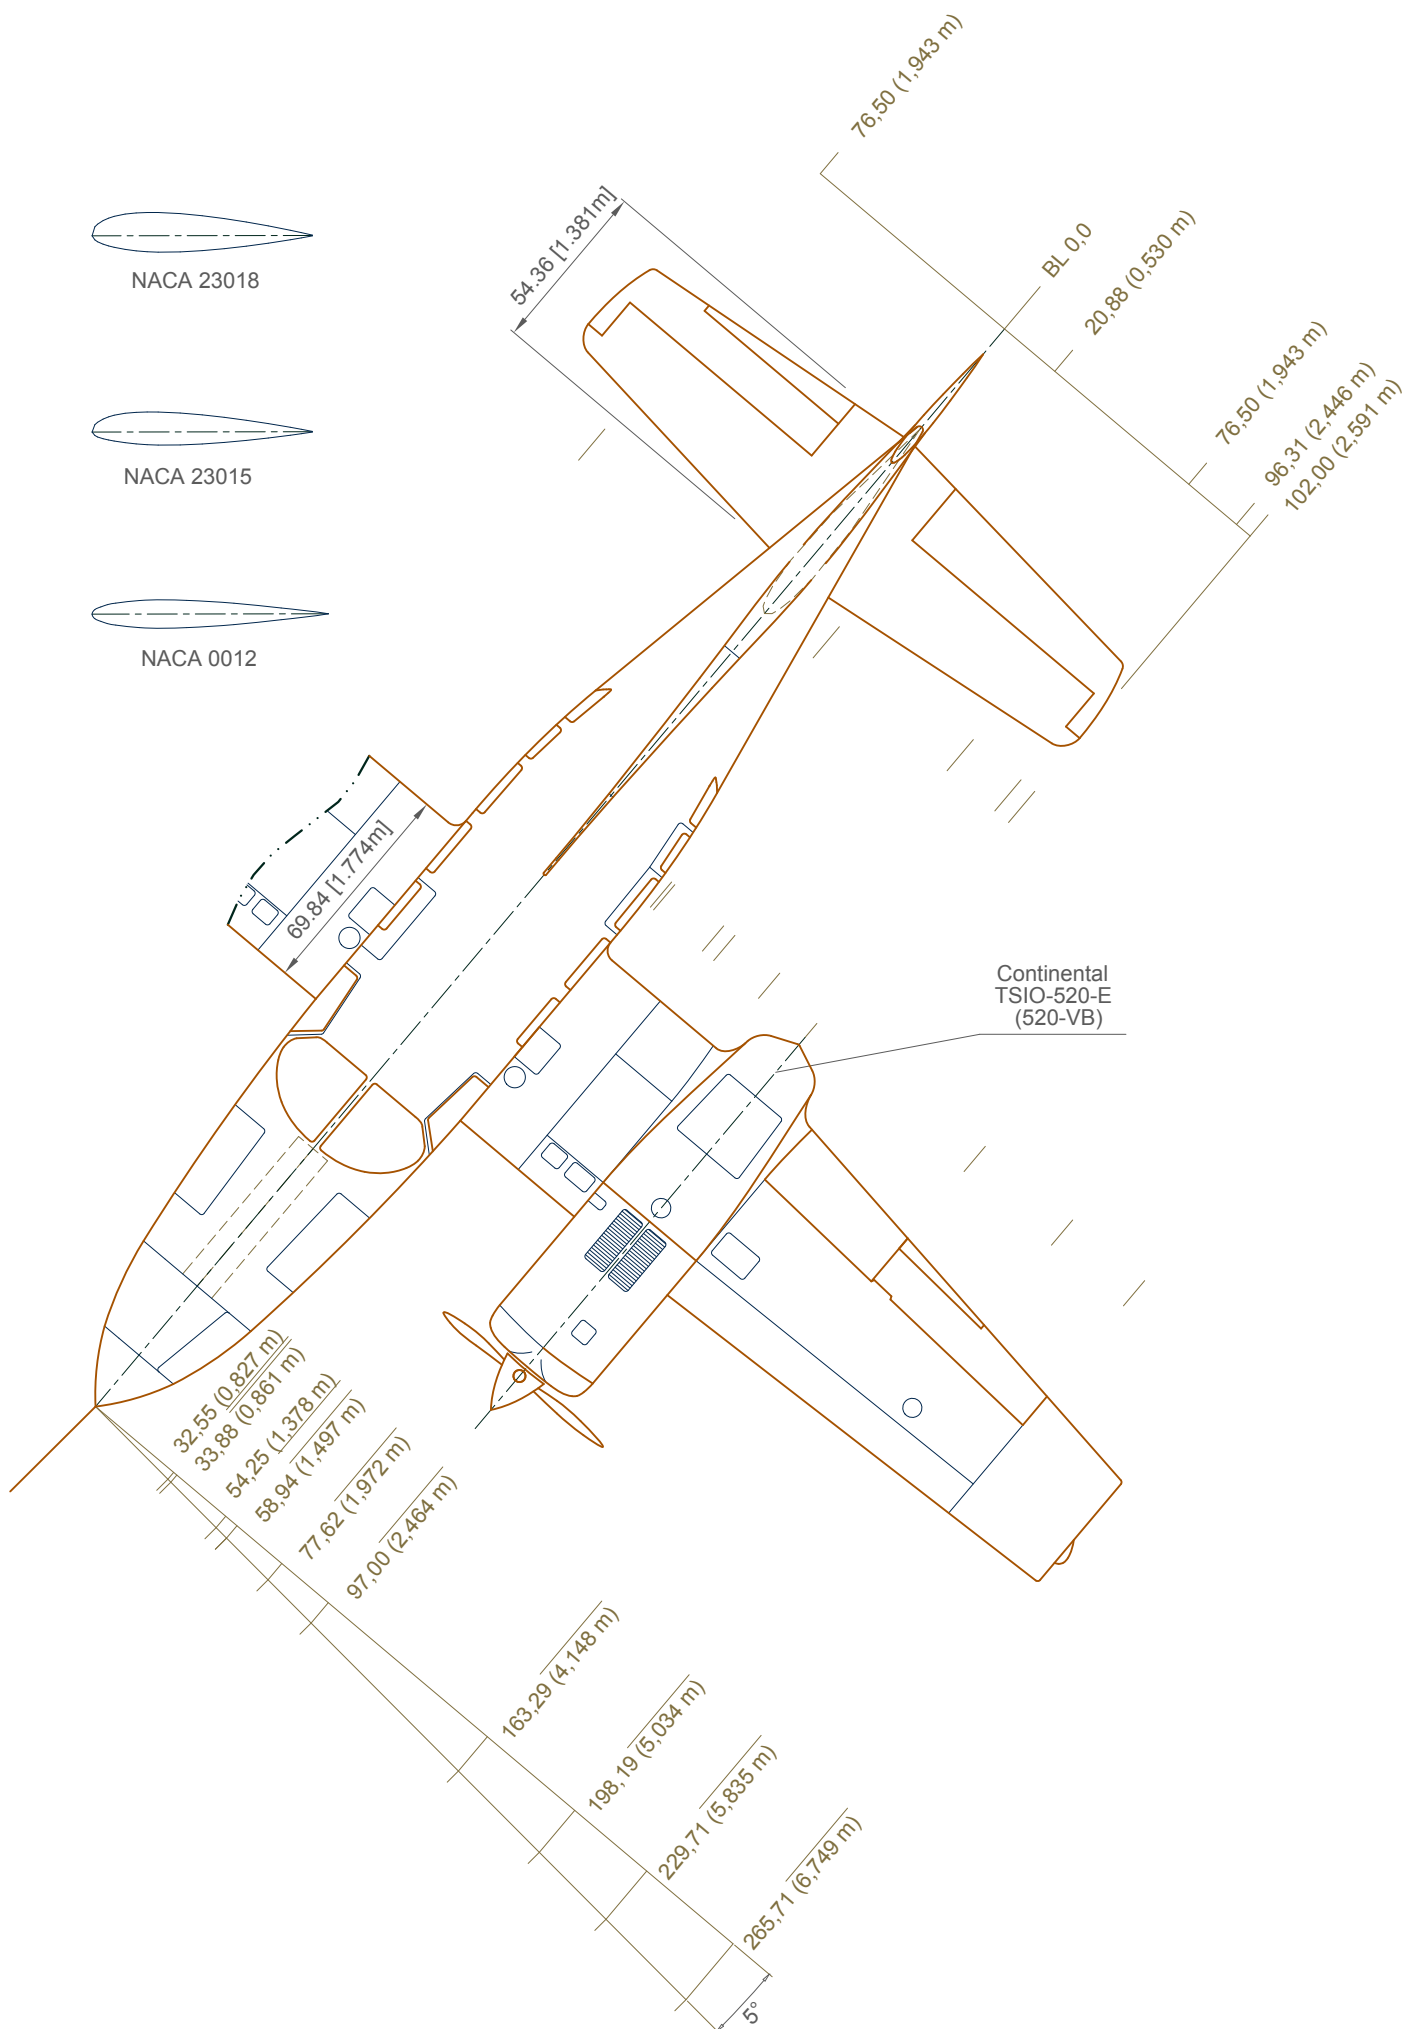 76,50 (1,943 m)
54.36 [1.381m]
BL 0,0
20,88 (0,530 m)
NACA 23018
76,50 (1,943 m)
96,31 (2,446 m)
102,00 (2,591 m)
NACA 23015
NACA 0012
69.84 [1.774m]
Continental
TSIO-520-E
(520-VB)
32,55 (0,827 m)
33,88 (0,861 m)
54,25 (1,378 m)
58,94 (1,497 m)
77,62 (1,972 m)
97,00 (2,464 m)
163,29 (4,148 m)
198,19 (5,034 m)
229,71 (5,835 m)
265,71 (6,749 m)
5°